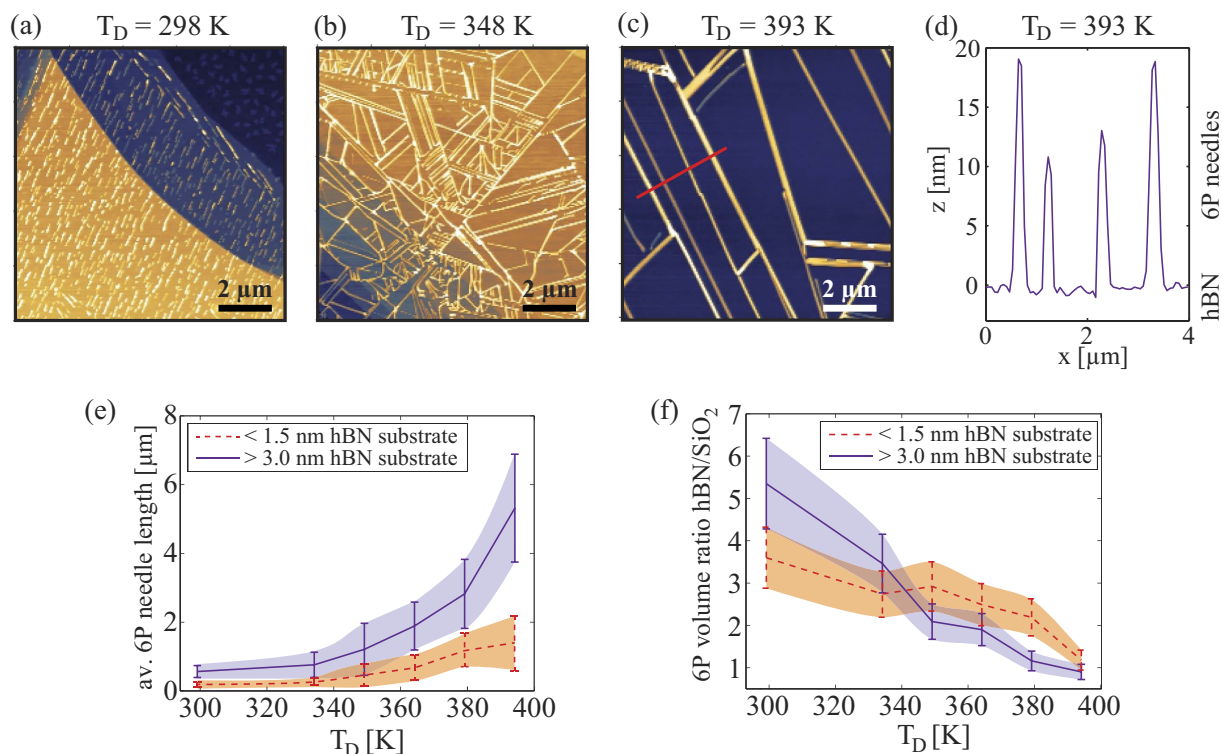 (a) T_D = 298 K
(b) T_D = 348 K
(c) T_D = 393 K
(d) T_D = 393 K
2 µm
2 µm
2 µm
20
15
10
5
0
z [nm]
0 2 4
x [µm]
hBN 6P needles
(e)
8
6
4
2
0
av. 6P needle length [µm]
< 1.5 nm hBN substrate
> 3.0 nm hBN substrate
300 320 340 360 380 400
T_D [K]
(f)
7
6
5
4
3
2
1
6P volume ratio hBN/SiO₂
< 1.5 nm hBN substrate
> 3.0 nm hBN substrate
300 320 340 360 380 400
T_D [K]